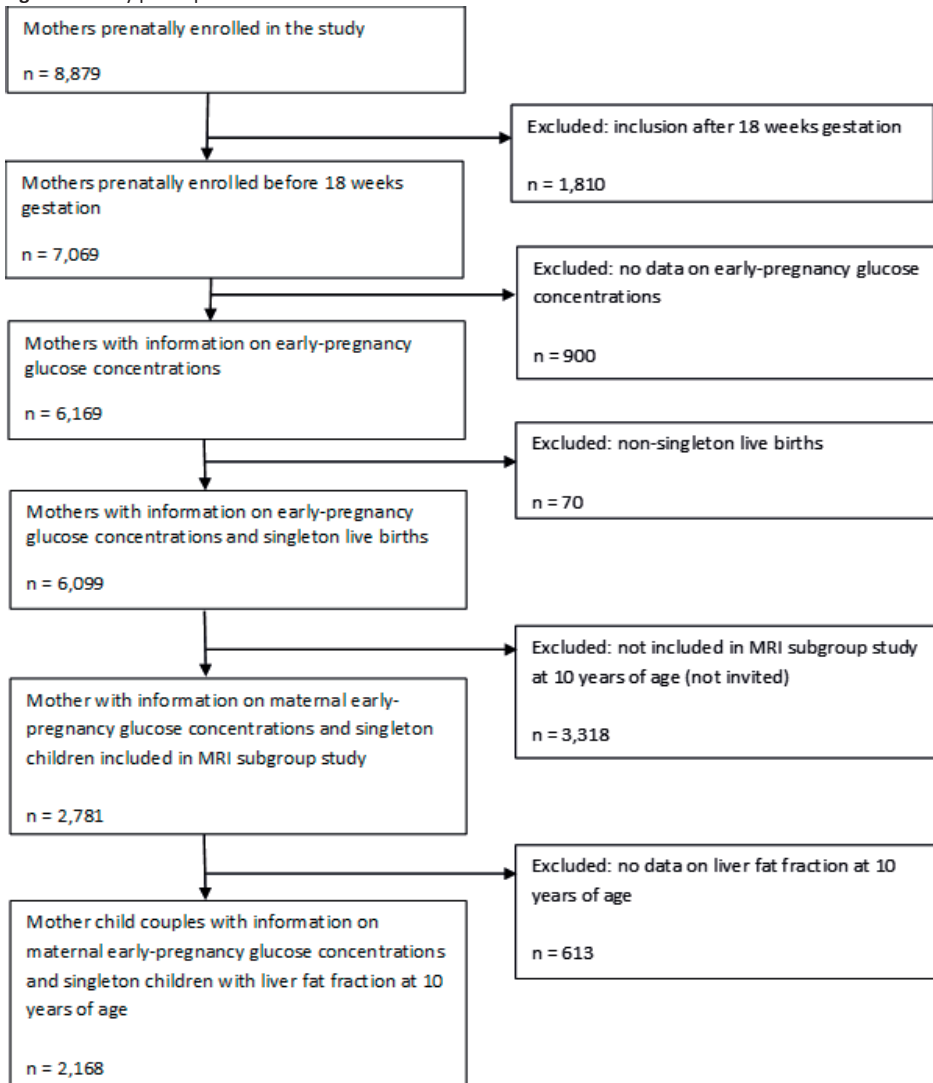 Mothers prenatally enrolled in the study
n = 8,879
Excluded: inclusion after 18 weeks gestation
n = 1,810
Mothers prenatally enrolled before 18 weeks
gestation
n = 7,069
Excluded: no data on early-pregnancy glucose
concentrations
n = 900
Mothers with information on early-pregnancy
glucose concentrations
n = 6,169
Excluded: non-singleton live births
n = 70
Mothers with information on early-pregnancy
glucose concentrations and singleton live births
n = 6,099
Excluded: not included in MRI subgroup study
at 10 years of age (not invited)
n = 3,318
Mother with information on maternal early-
pregnancy glucose concentrations and singleton
children included in MRI subgroup study
n = 2,781
Excluded: no data on liver fat fraction at 10
years of age
n = 613
Mother child couples with information on
maternal early-pregnancy glucose concentrations
and singleton children with liver fat fraction at 10
years of age
n = 2,168